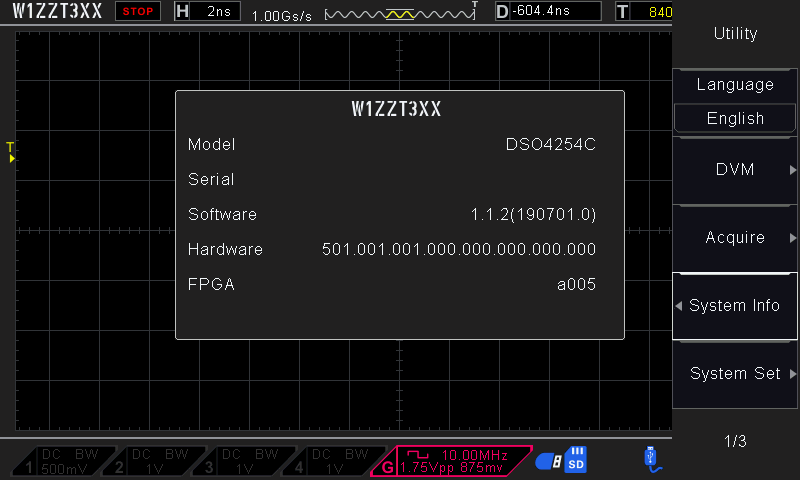 W1ZZT3XX STOP H 2ns 1.00Gs/s T D -604.4ns T 840
Utility
Language
English
DVM
Acquire
System Info
System Set
1/3
T
W1ZZT3XX
Model DSO4254C
Serial
Software 1.1.2(190701.0)
Hardware 501.001.001.000.000.000.000.000
FPGA a005
1 DC BW 500mV
2 DC BW 1V
3 DC BW 1V
4 DC BW 1V
G 10.00MHz 1.75Vpp 875mv
8 SD